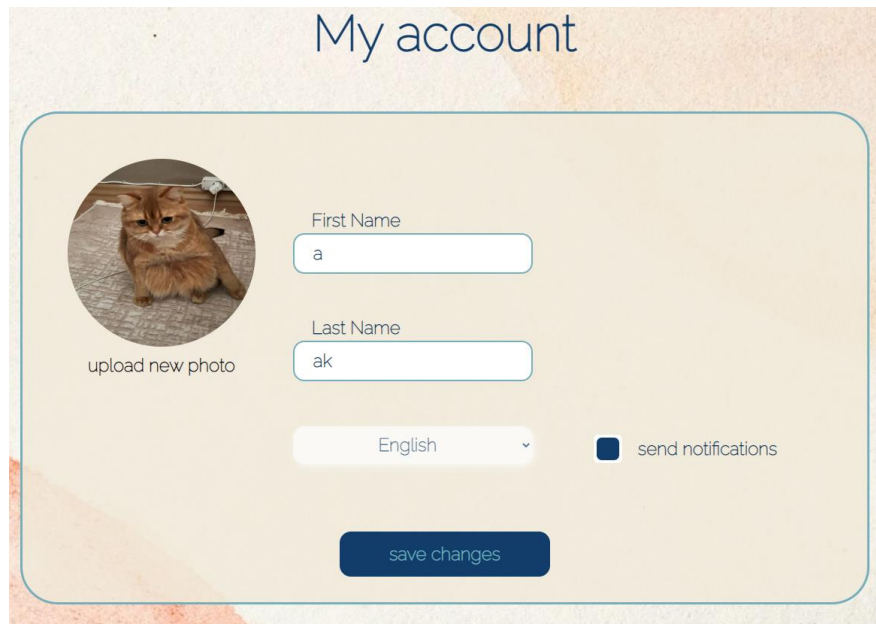 My account
First Name
a
Last Name
ak
upload new photo
English
send notifications
save changes